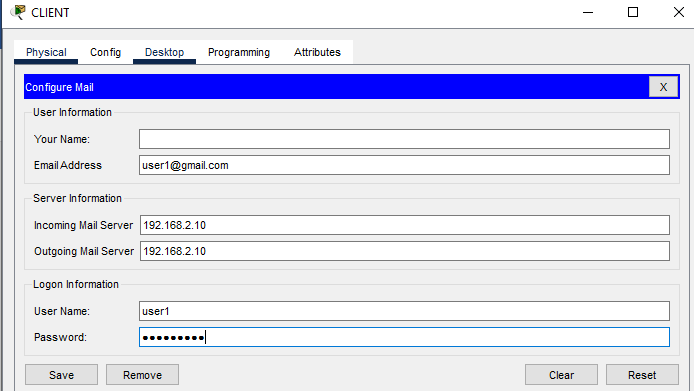 CLIENT
Physical Config Desktop Programming Attributes
Configure Mail X
User Information
Your Name:
Email Address user1@gmail.com
Server Information
Incoming Mail Server 192.168.2.10
Outgoing Mail Server 192.168.2.10
Logon Information
User Name: user1
Password: •••••••••
Save Remove Clear Reset